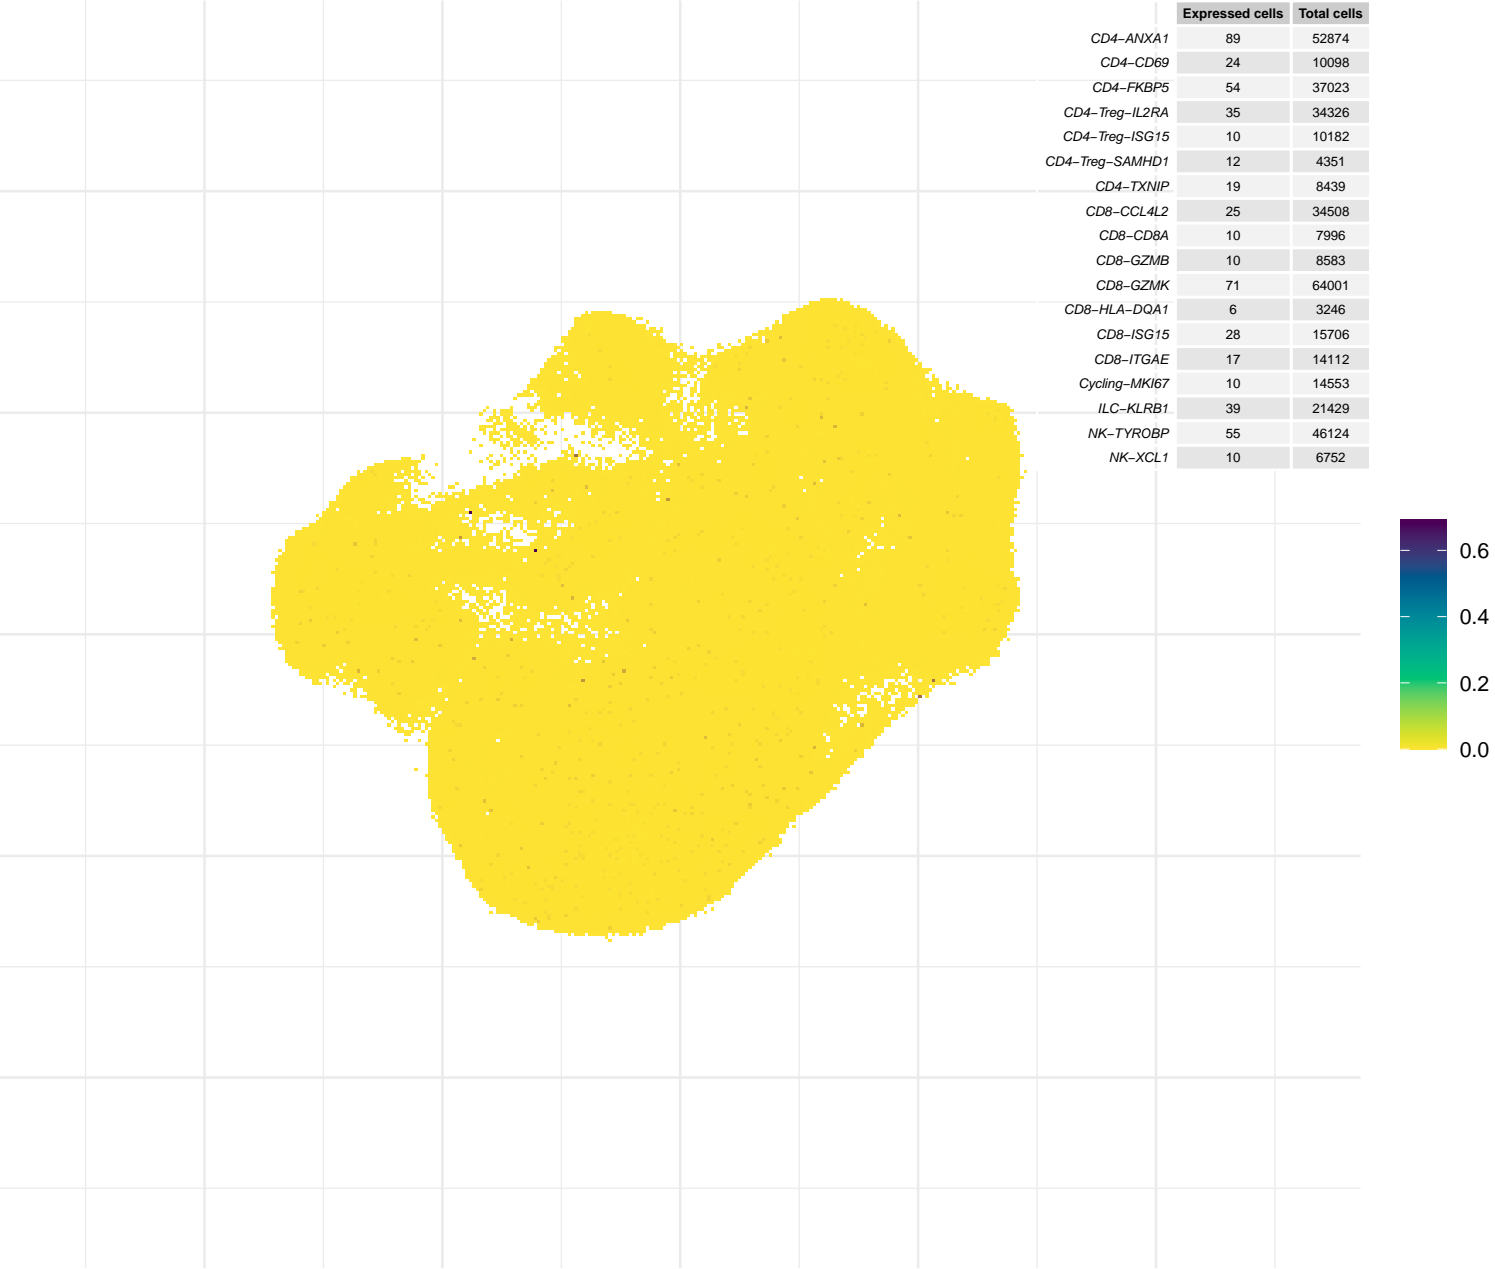 Expressed cells Total cells
CD4−ANXA1 89 52874
CD4−CD69 24 10098
CD4−FKBP5 54 37023
CD4−Treg−IL2RA 35 34326
CD4−Treg−ISG15 10 10182
CD4−Treg−SAMHD1 12 4351
CD4−TXNIP 19 8439
CD8−CCL4L2 25 34508
CD8−CD8A 10 7996
CD8−GZMB 10 8583
CD8−GZMK 71 64001
CD8−HLA−DQA1 6 3246
CD8−ISG15 28 15706
CD8−ITGAE 17 14112
Cycling−MKI67 10 14553
ILC−KLRB1 39 21429
NK−TYROBP 55 46124
NK−XCL1 10 6752
0.6
0.4
0.2
0.0